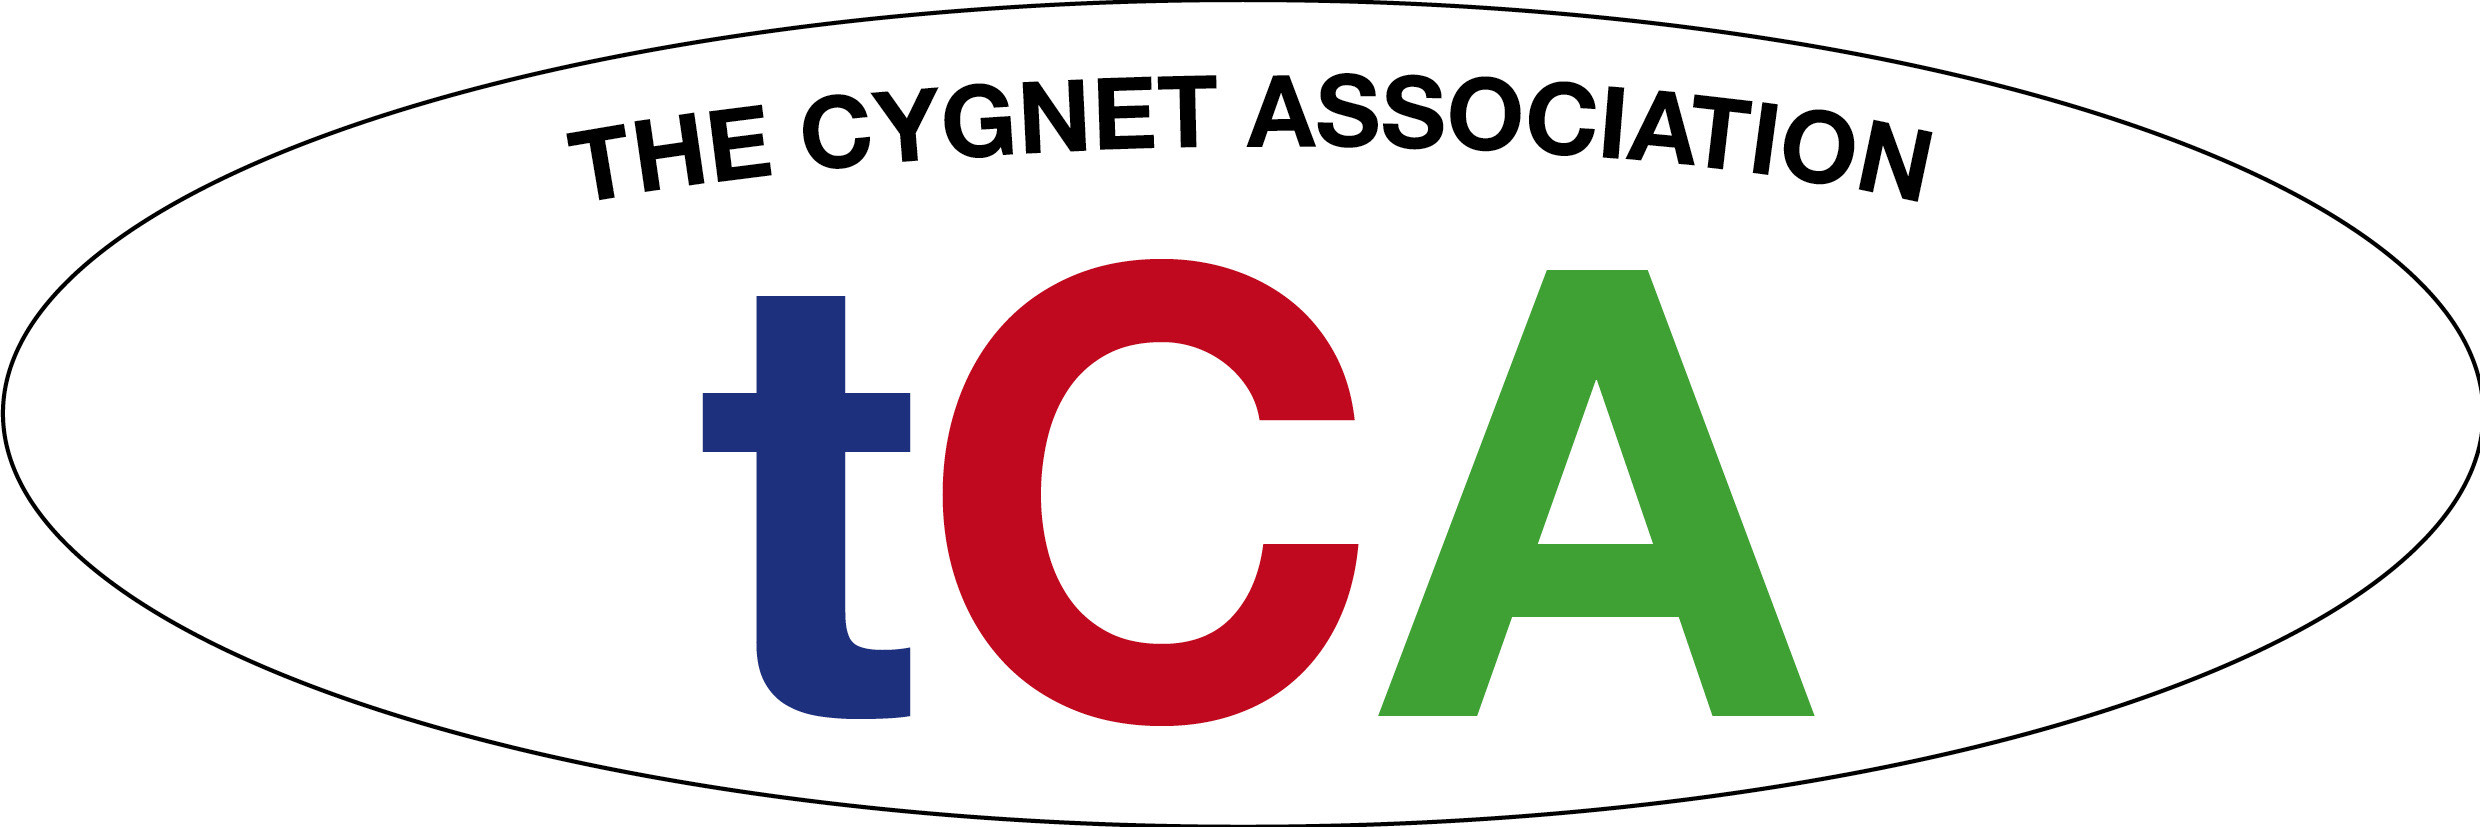 THE CYGNET ASSOCIATION
tCA